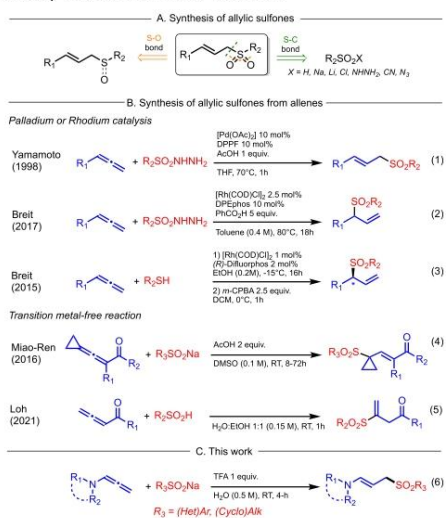 A. Synthesis of allylic sulfones
R₁ S R₂ O
S-O bond
R₁ S R₂ O O
S-C bond
R₂SO₂X
X = H, Na, Li, Cl, NHNH₂, CN, N₃
B. Synthesis of allylic sulfones from allenes
Palladium or Rhodium catalysis
Yamamoto (1998)
R₁ + R₂SO₂NHNH₂
[Pd(OAc)₂] 10 mol%
DPPF 10 mol%
AcOH 1 equiv.
THF, 70°C, 1h
R₁ SO₂R₂ (1)
Breit (2017)
R₁ + R₂SO₂NHNH₂
[Rh(COD)Cl]₂ 2.5 mol%
DPEphos 10 mol%
PhCO₂H 5 equiv.
Toluene (0.4 M), 80°C, 18h
SO₂R₂ R₁ (2)
Breit (2015)
R₁ + R₂SH
1) [Rh(COD)Cl]₂ 1 mol%
(R)-Difluorphos 2 mol%
EtOH (0.2M), -15°C, 16h
2) m-CPBA 2.5 equiv.
DCM, 0°C, 1h
SO₂R₂ R₁ * (3)
Transition metal-free reaction
Miao-Ren (2016)
O R₂ R₁ + R₃SO₂Na
AcOH 2 equiv.
DMSO (0.1 M), RT, 8-72h
R₃O₂S O R₂ R₁ (4)
Loh (2021)
O R₁ + R₂SO₂H
H₂O:EtOH 1:1 (0.15 M), RT, 1h
R₂O₂S O R₁ (5)
C. This work
R₁ N R₂ + R₃SO₂Na
TFA 1 equiv.
H₂O (0.5 M), RT, 4-h
R₁ N R₂ SO₂R₃ (6)
R₃ = (Het)Ar, (Cyclo)Alk